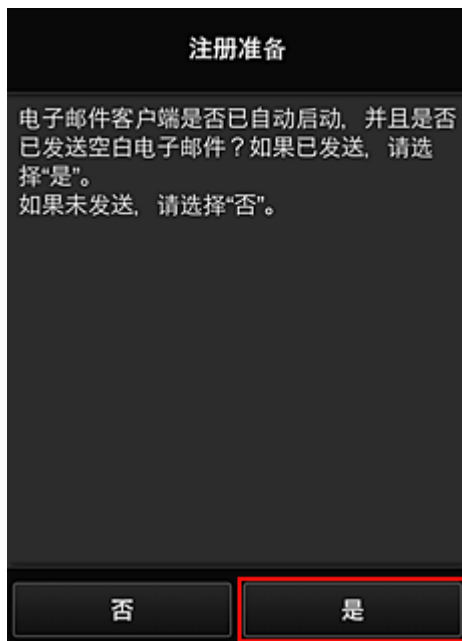 注册准备
电子邮件客户端是否已自动启动，并且是否
已发送空白电子邮件？如果已发送，请选
择“是”。
如果未发送，请选择“否”。
否
是